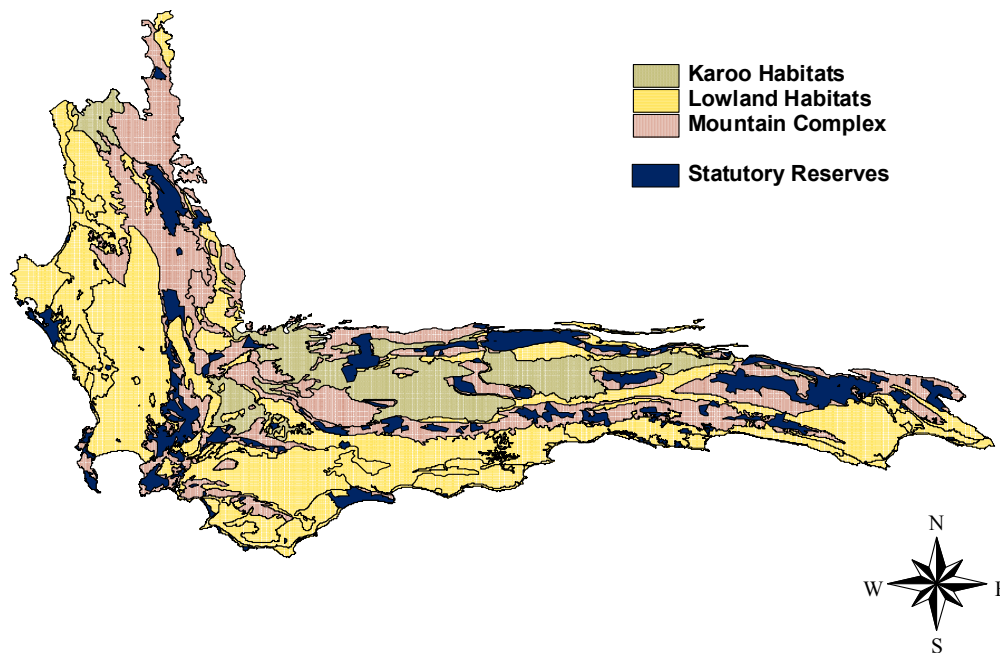 Karoo Habitats
Lowland Habitats
Mountain Complex
Statutory Reserves
N
W
E
S